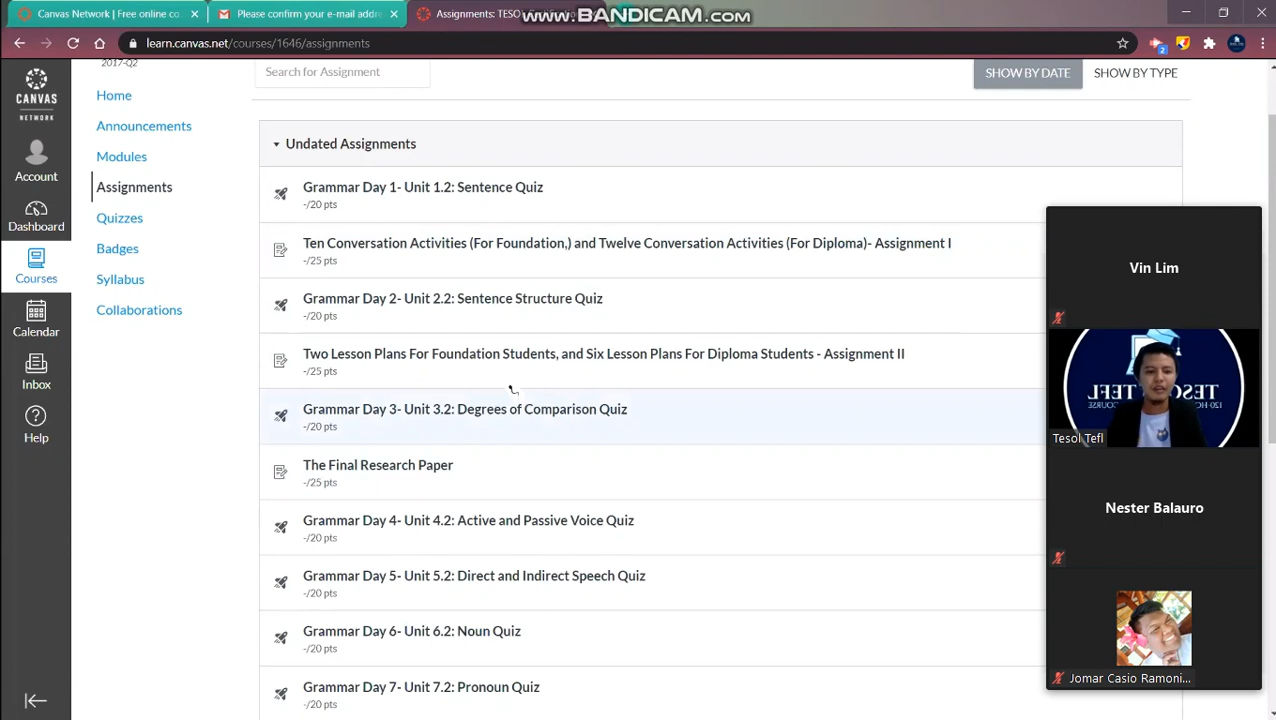 Canvas Network | Free online co
Please confirm your e-mail addre
Assignments: TESO
www.BANDICAM.com
learn.canvas.net/courses/1646/assignments
2
2017-Q2
CANVAS
NETWORK
Account
Dashboard
Courses
Calendar
Inbox
Help
Home
Announcements
Modules
Assignments
Quizzes
Badges
Syllabus
Collaborations
Search for Assignment
SHOW BY DATE
SHOW BY TYPE
Undated Assignments
Grammar Day 1- Unit 1.2: Sentence Quiz
-/20 pts
Ten Conversation Activities (For Foundation,) and Twelve Conversation Activities (For Diploma)- Assignment I
-/25 pts
Grammar Day 2- Unit 2.2: Sentence Structure Quiz
-/20 pts
Two Lesson Plans For Foundation Students, and Six Lesson Plans For Diploma Students - Assignment II
-/25 pts
Grammar Day 3- Unit 3.2: Degrees of Comparison Quiz
-/20 pts
The Final Research Paper
-/25 pts
Grammar Day 4- Unit 4.2: Active and Passive Voice Quiz
-/20 pts
Grammar Day 5- Unit 5.2: Direct and Indirect Speech Quiz
-/20 pts
Grammar Day 6- Unit 6.2: Noun Quiz
-/20 pts
Grammar Day 7- Unit 7.2: Pronoun Quiz
-/20 pts
Vin Lim
Tesol Tefl
Nester Balauro
Jomar Casio Ramoni...